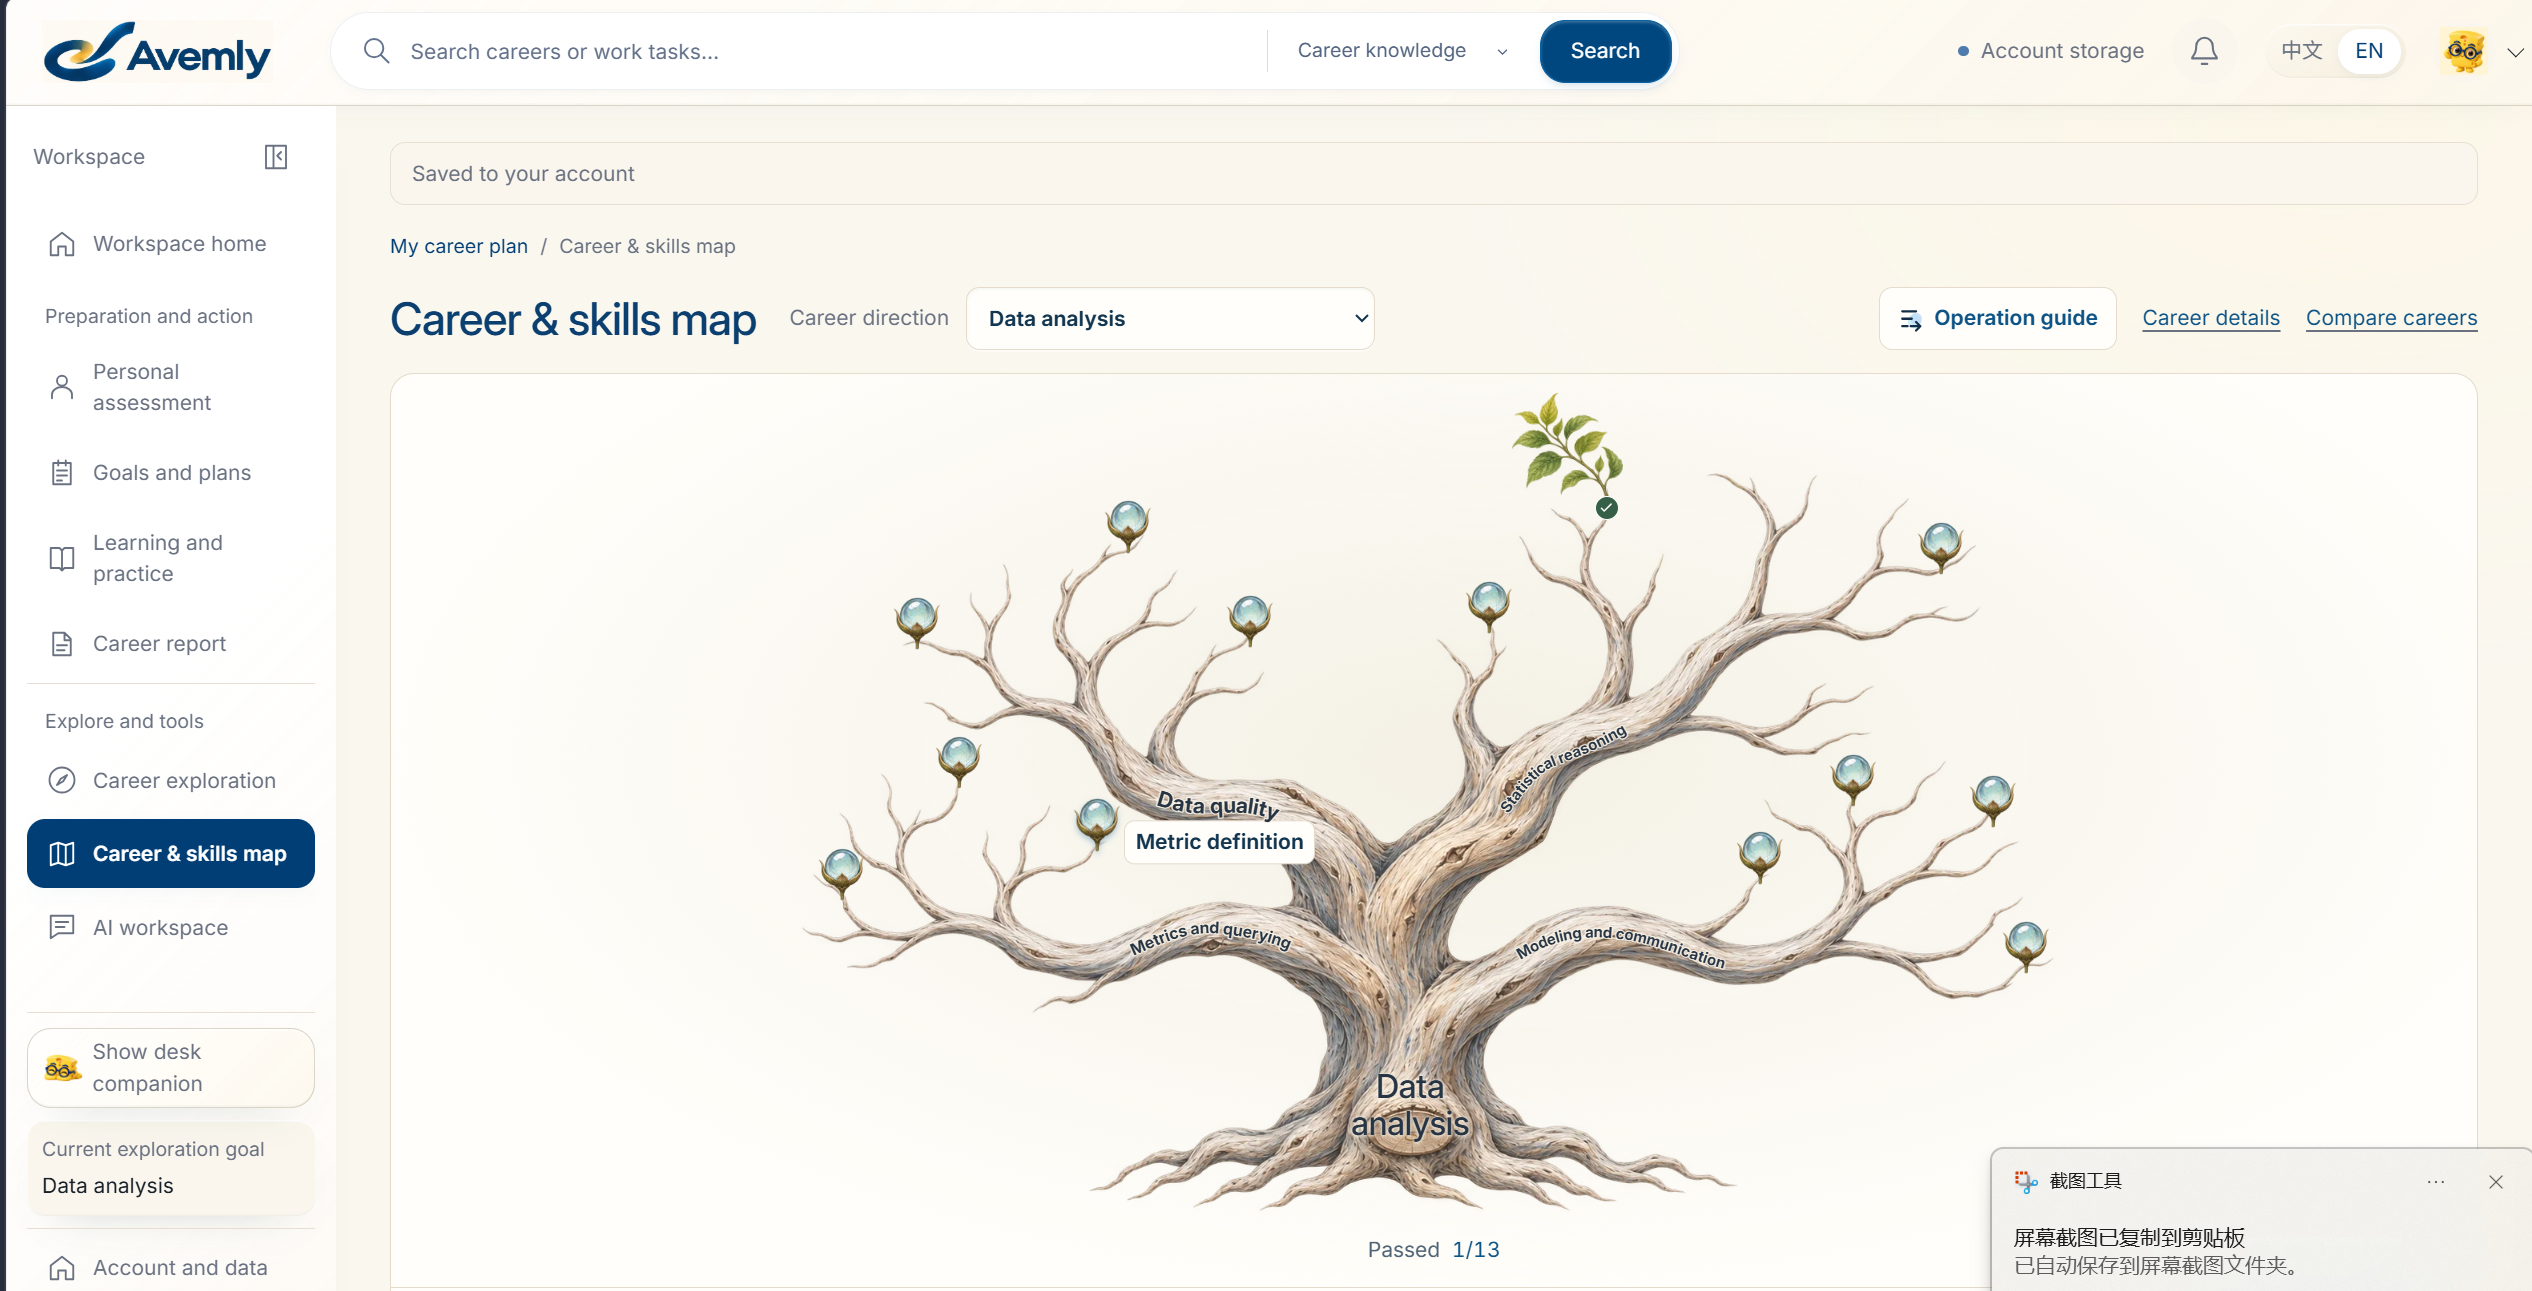 Avemly
Search careers or work tasks...
Career knowledge
Search
Account storage
中文
EN
Workspace
Workspace home
Preparation and action
Personal
assessment
Goals and plans
Learning and
practice
Career report
Explore and tools
Career exploration
Career & skills map
AI workspace
Show desk
companion
Current exploration goal
Data analysis
Account and data
Saved to your account
My career plan / Career & skills map
Career & skills map
Career direction
Data analysis
Operation guide
Career details
Compare careers
Statistical reasoning
Data quality
Metric definition
Metrics and querying
Modeling and communication
Data
analysis
Passed 1/13
截图工具
屏幕截图已复制到剪贴板
已自动保存到屏幕截图文件夹。